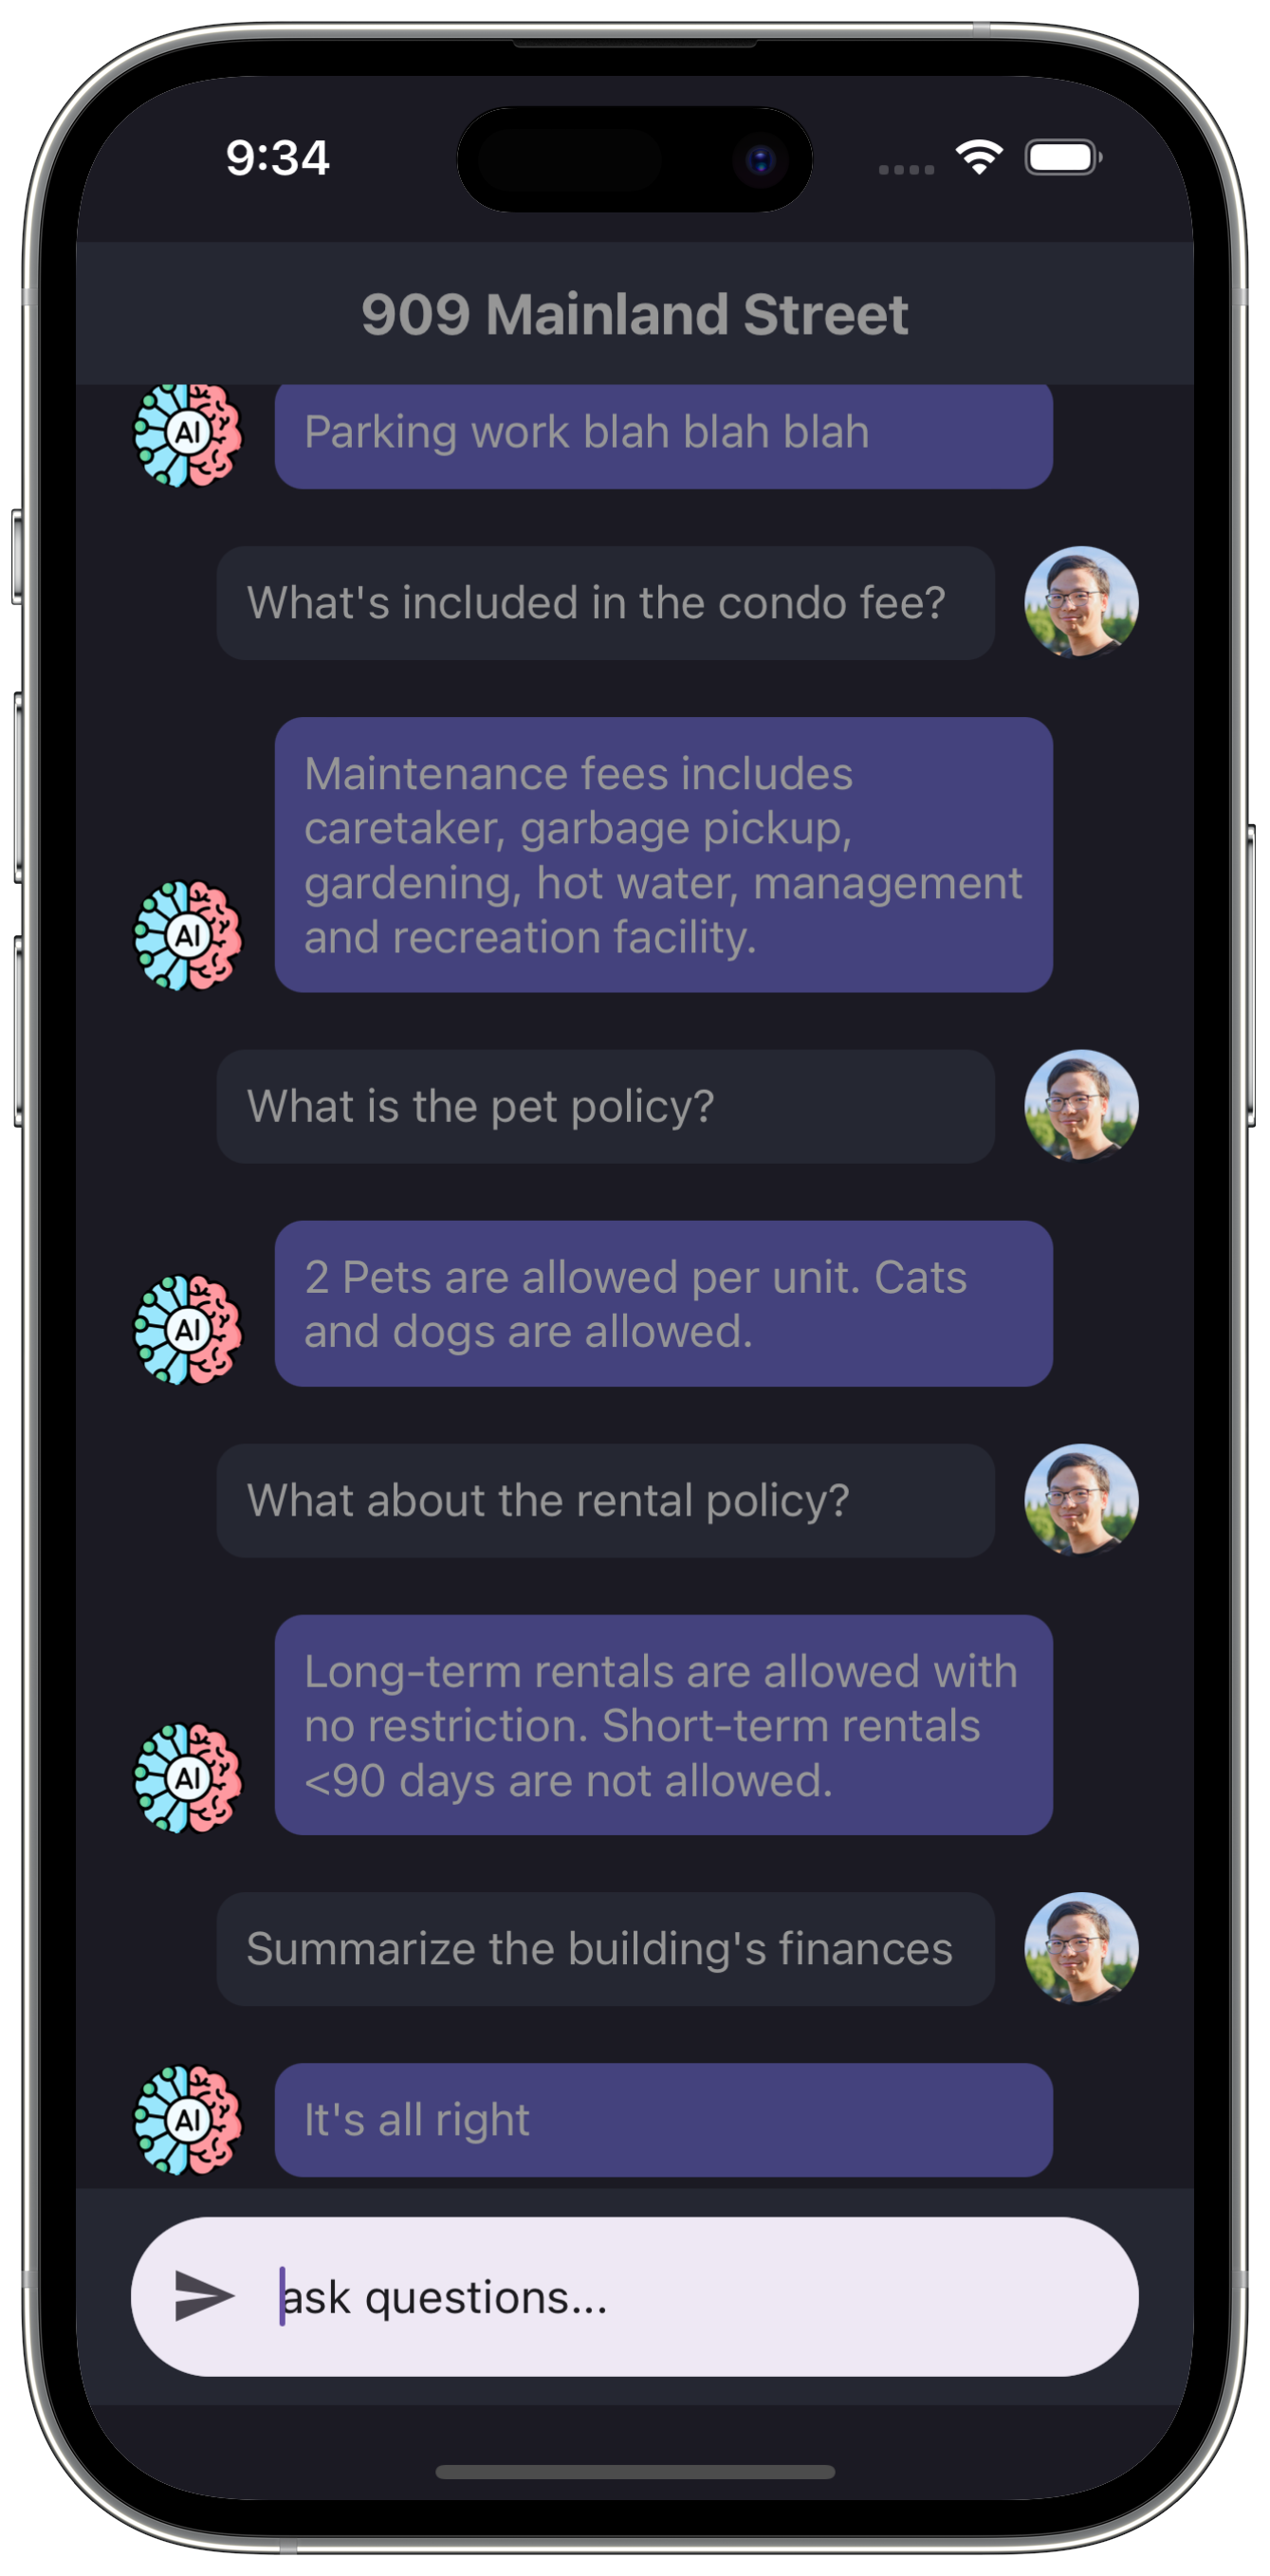 9:34
909 Mainland Street
AI
Parking work blah blah blah
What's included in the condo fee?
Maintenance fees includes
caretaker, garbage pickup,
gardening, hot water, management
and recreation facility.
AI
What is the pet policy?
2 Pets are allowed per unit. Cats
and dogs are allowed.
AI
What about the rental policy?
Long-term rentals are allowed with
no restriction. Short-term rentals
<90 days are not allowed.
AI
Summarize the building's finances
AI
It's all right
ask questions...